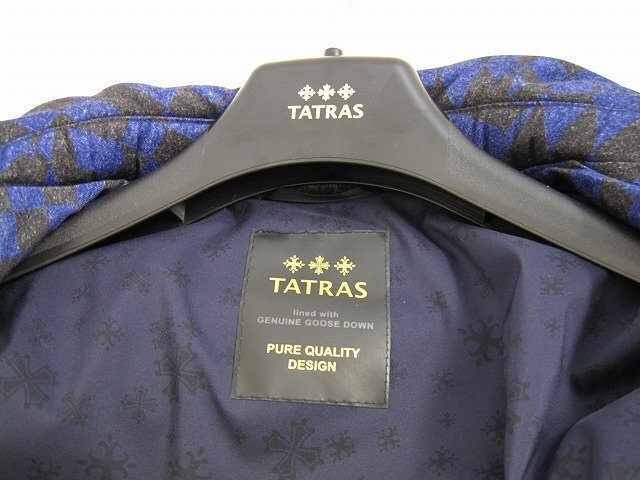 TATRAS
TATRAS
lined with
GENUINE GOOSE DOWN
PURE QUALITY
DESIGN